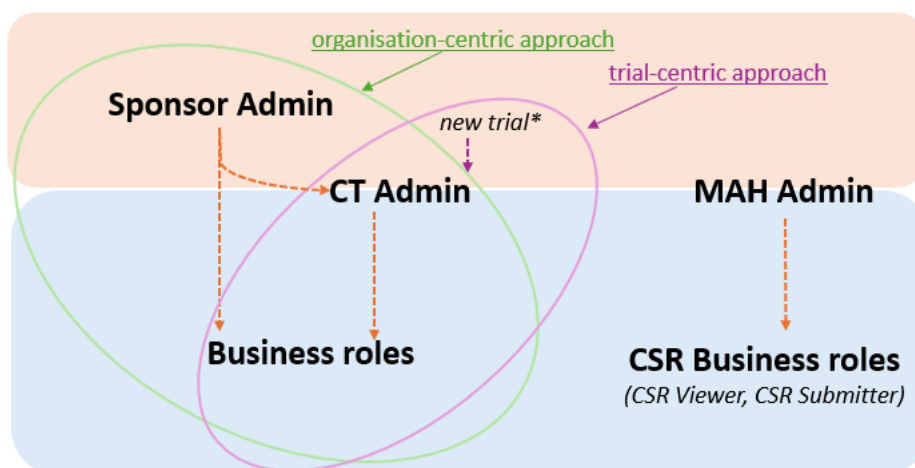 organisation-centric approach
trial-centric approach
Sponsor Admin
new trial*
CT Admin
MAH Admin
Business roles
CSR Business roles
(CSR Viewer, CSR Submitter)